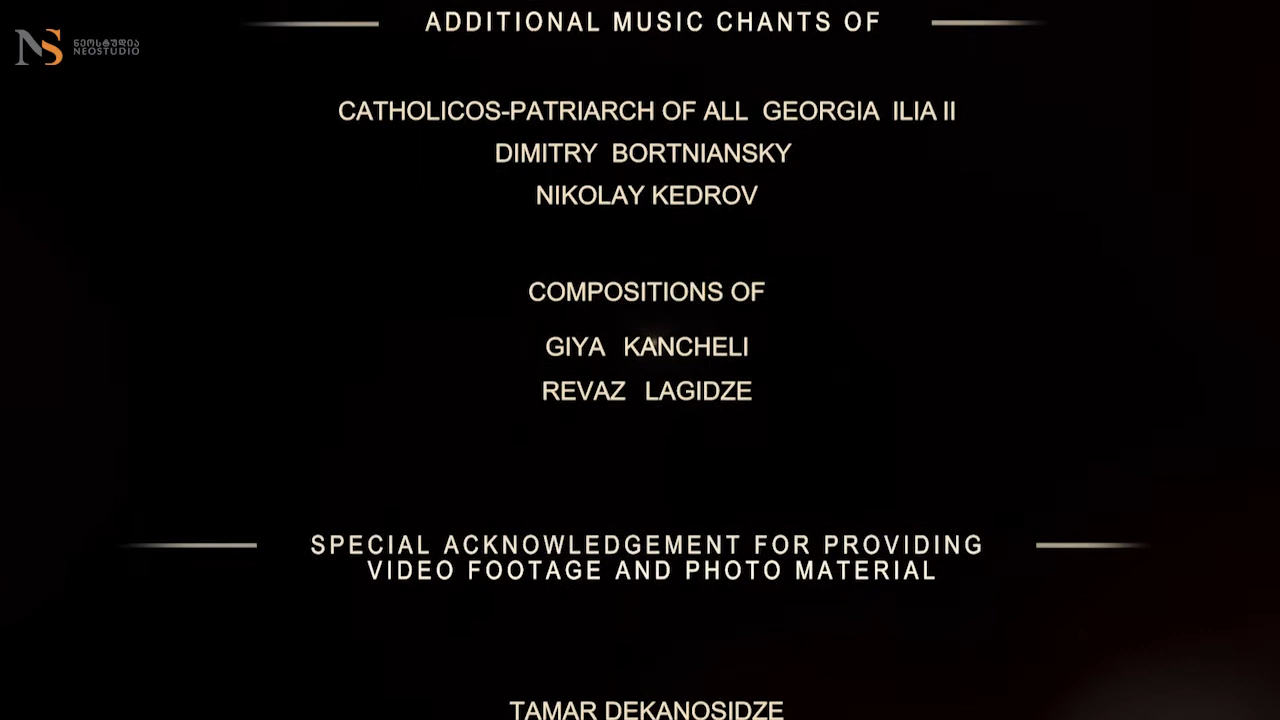 ADDITIONAL MUSIC CHANTS OF
NS ნეოსტუდია
NEOSTUDIO
CATHOLICOS-PATRIARCH OF ALL GEORGIA ILIA II
DIMITRY BORTNIANSKY
NIKOLAY KEDROV
COMPOSITIONS OF
GIYA KANCHELI
REVAZ LAGIDZE
SPECIAL ACKNOWLEDGEMENT FOR PROVIDING
VIDEO FOOTAGE AND PHOTO MATERIAL
TAMAR DEKANOSIDZE